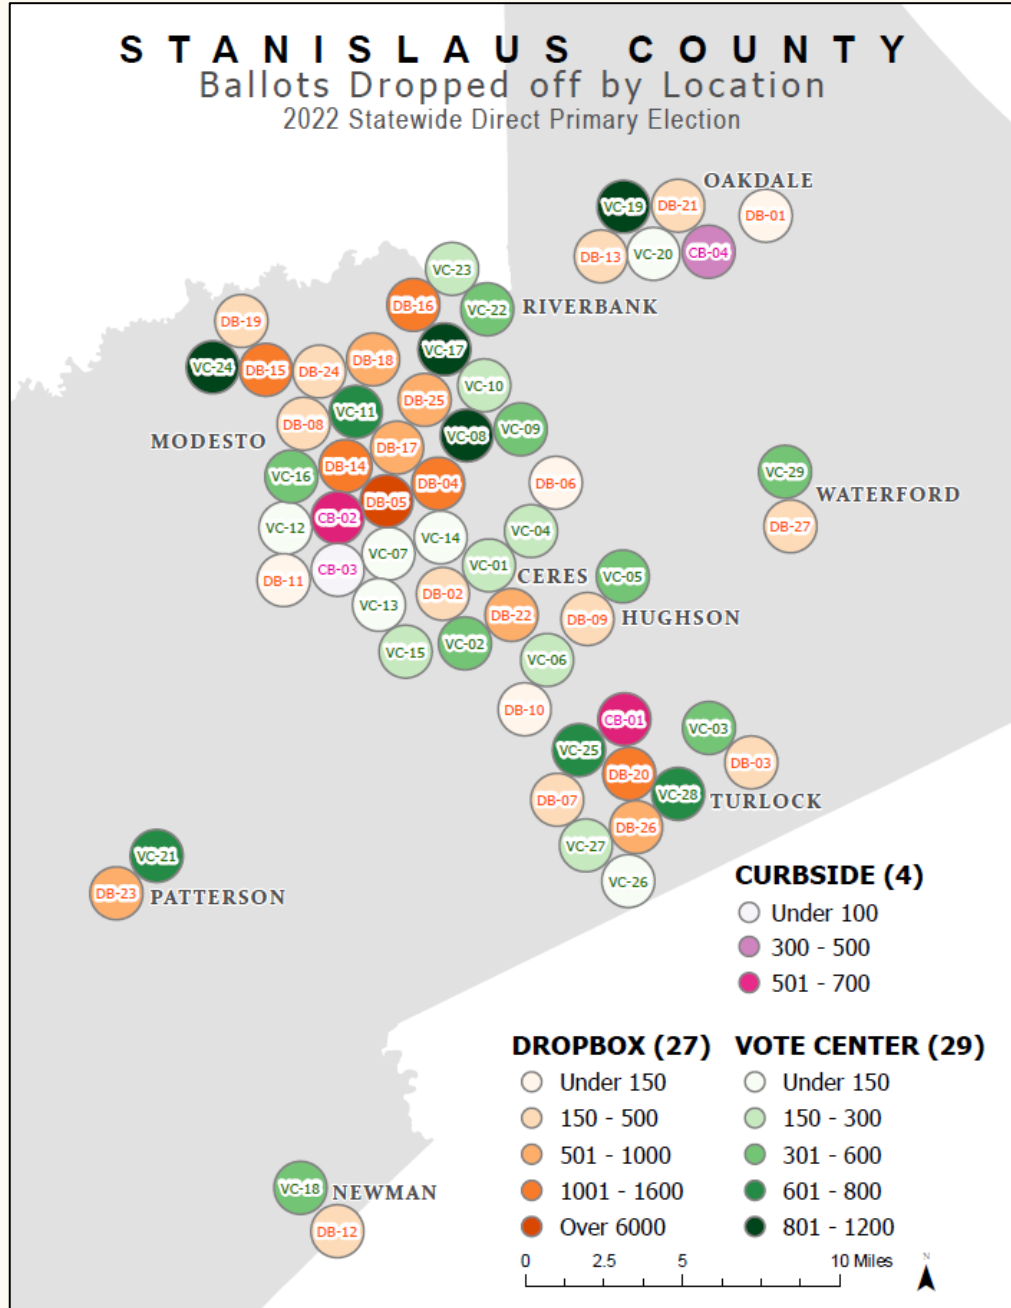 STANISLAUS COUNTY
Ballots Dropped off by Location
2022 Statewide Direct Primary Election
OAKDALE
VC-19
DB-21
DB-01
DB-13
VC-20
CB-04
VC-23
DB-16
VC-22
RIVERBANK
DB-19
VC-17
VC-24
DB-15
DB-24
DB-18
VC-10
DB-25
VC-11
DB-08
VC-09
VC-08
MODESTO
DB-17
DB-14
VC-16
DB-04
DB-06
VC-29
WATERFORD
DB-05
CB-02
VC-12
DB-27
VC-14
VC-04
VC-07
VC-01
CERES
CB-03
DB-11
VC-05
DB-02
VC-13
DB-22
DB-09
HUGHSON
VC-02
VC-15
VC-06
DB-10
CB-01
VC-03
VC-25
DB-03
DB-20
VC-28
TURLOCK
DB-07
DB-26
VC-27
VC-26
VC-21
DB-23
PATTERSON
CURBSIDE (4)
Under 100
300 - 500
501 - 700
DROPBOX (27)
Under 150
150 - 500
501 - 1000
1001 - 1600
Over 6000
VOTE CENTER (29)
Under 150
150 - 300
301 - 600
601 - 800
801 - 1200
VC-18
NEWMAN
DB-12
0 2.5 5 10 Miles
N